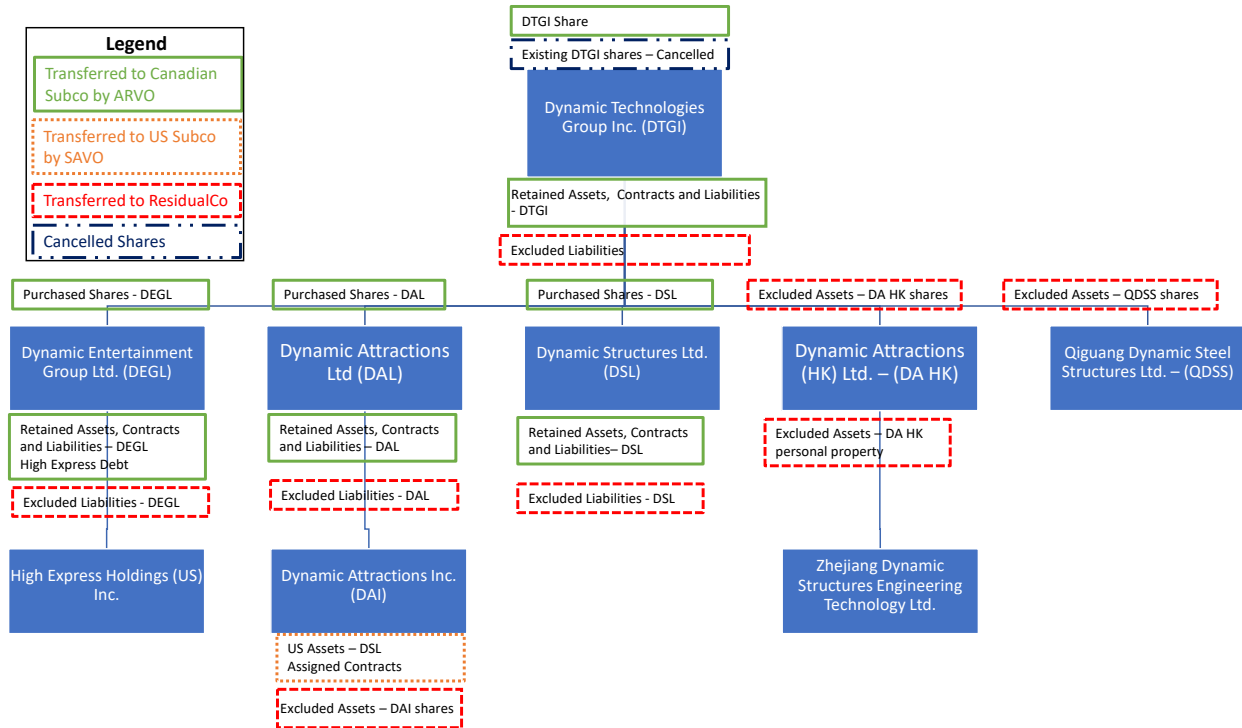 Legend
Transferred to Canadian
Subco by ARVO
Transferred to US Subco
by SAVO
Transferred to ResidualCo
Cancelled Shares
DTGI Share
Existing DTGI shares – Cancelled
Dynamic Technologies
Group Inc. (DTGI)
Retained Assets, Contracts and Liabilities
- DTGI
Excluded Liabilities
Purchased Shares - DEGL
Purchased Shares - DAL
Purchased Shares - DSL
Excluded Assets – DA HK shares
Excluded Assets – QDSS shares
Dynamic Entertainment
Group Ltd. (DEGL)
Dynamic Attractions
Ltd (DAL)
Dynamic Structures Ltd.
(DSL)
Dynamic Attractions
(HK) Ltd. – (DA HK)
Qiguang Dynamic Steel
Structures Ltd. – (QDSS)
Retained Assets, Contracts
and Liabilities – DEGL
High Express Debt
Retained Assets, Contracts
and Liabilities – DAL
Retained Assets, Contracts
and Liabilities– DSL
Excluded Assets – DA HK
personal property
Excluded Liabilities - DEGL
Excluded Liabilities - DAL
Excluded Liabilities - DSL
High Express Holdings (US)
Inc.
Dynamic Attractions Inc.
(DAI)
Zhejiang Dynamic
Structures Engineering
Technology Ltd.
US Assets – DSL
Assigned Contracts
Excluded Assets – DAI shares